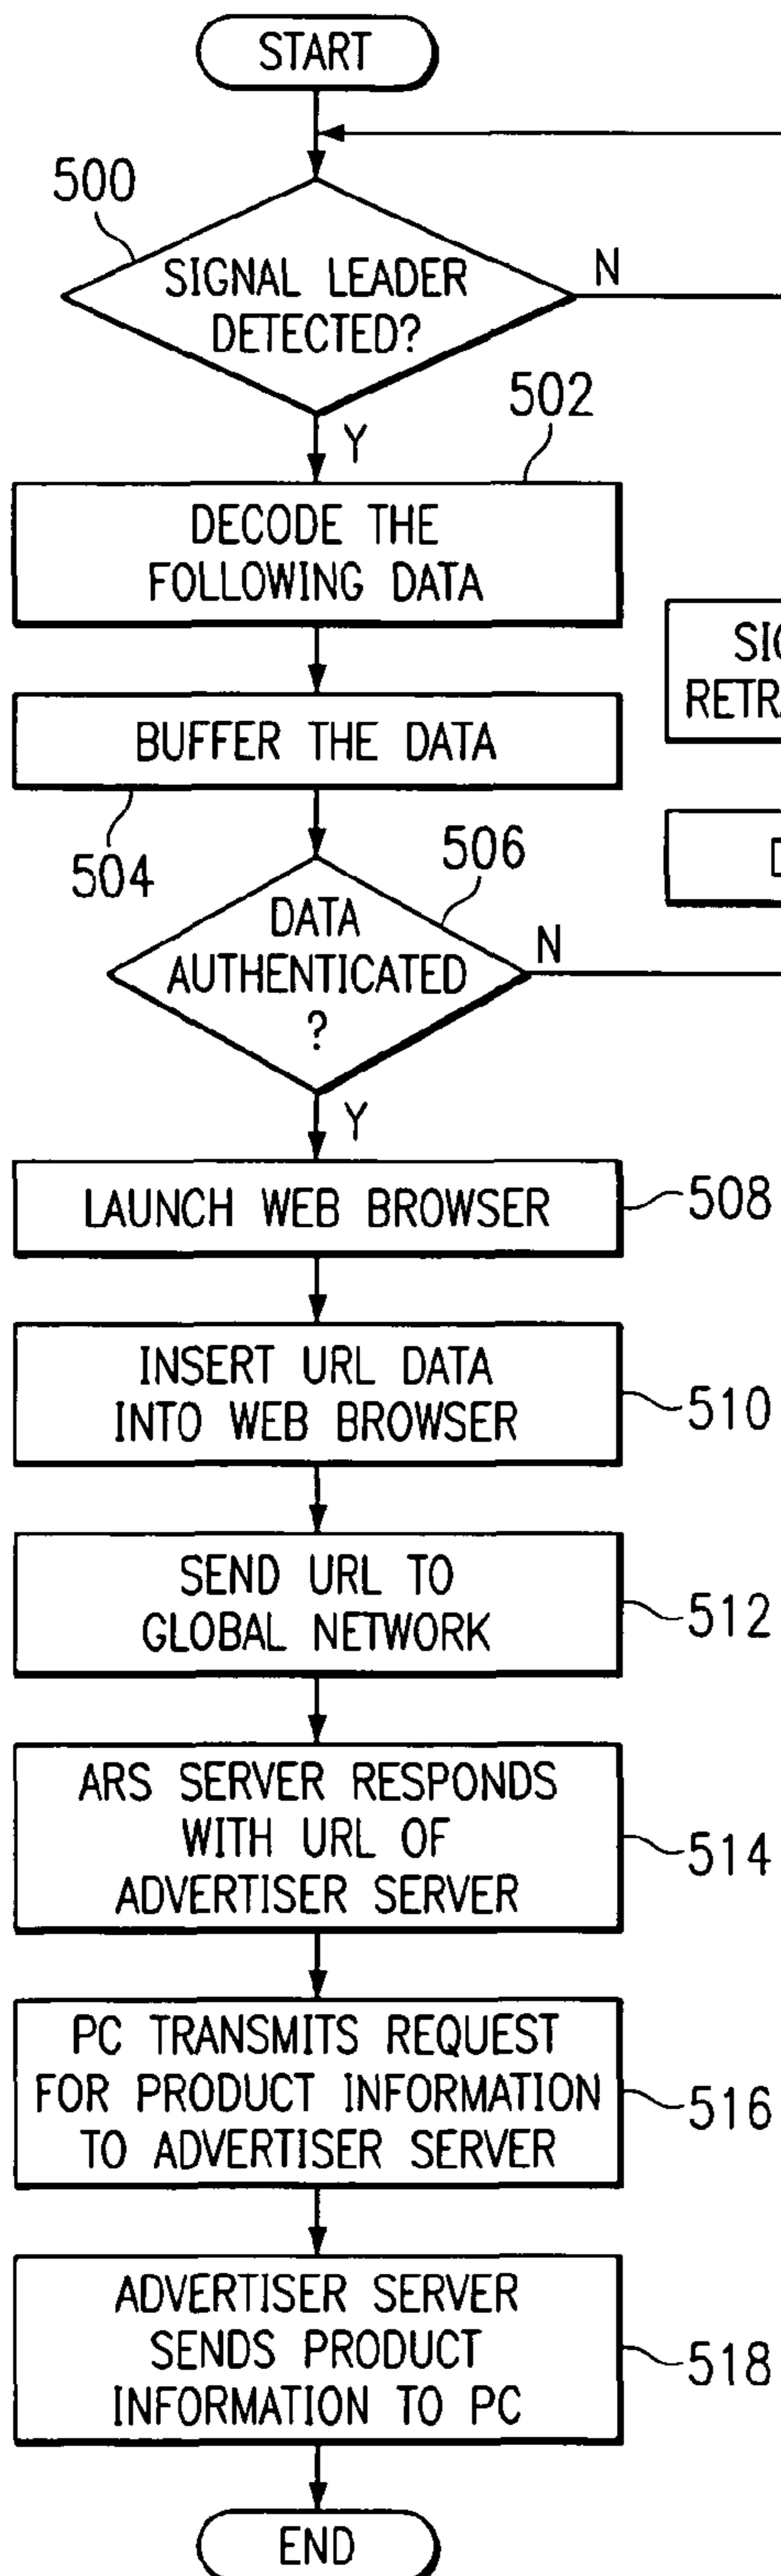 START
500
SIGNAL LEADER
DETECTED?
N
Y
502
DECODE THE
FOLLOWING DATA
BUFFER THE DATA
504
506
DATA
AUTHENTICATED
?
N
Y
LAUNCH WEB BROWSER
508
INSERT URL DATA
INTO WEB BROWSER
510
SEND URL TO
GLOBAL NETWORK
512
ARS SERVER RESPONDS
WITH URL OF
ADVERTISER SERVER
514
PC TRANSMITS REQUEST
FOR PRODUCT INFORMATION
TO ADVERTISER SERVER
516
ADVERTISER SERVER
SENDS PRODUCT
INFORMATION TO PC
518
END